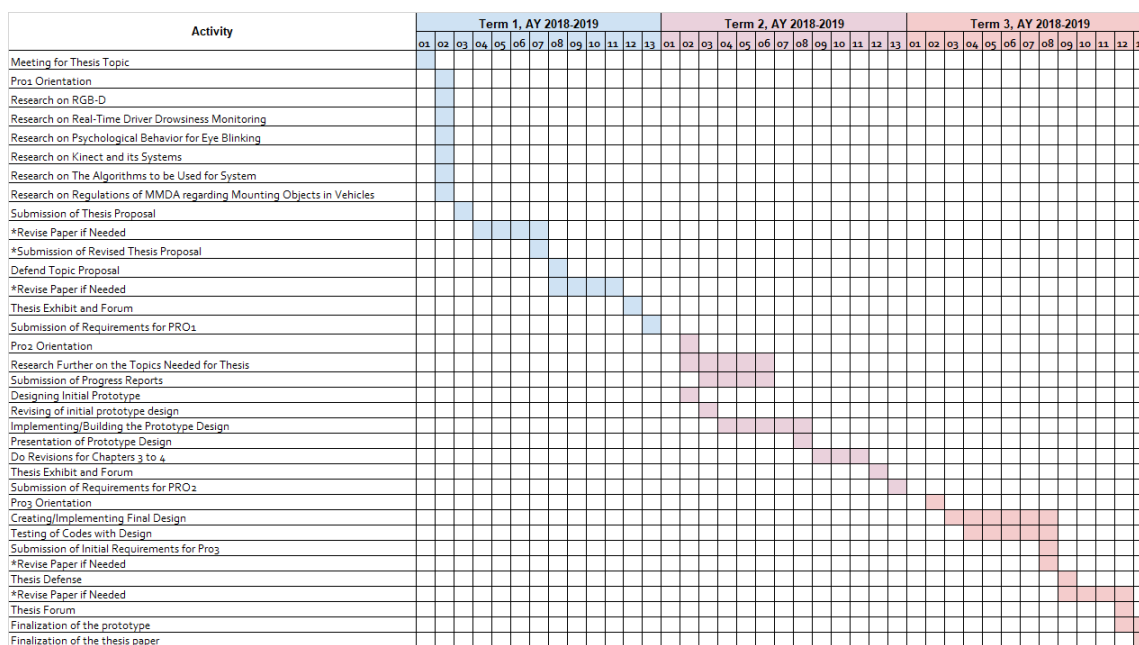 Activity
Term 1, AY 2018-2019 Term 2, AY 2018-2019 Term 3, AY 2018-2019
01 02 03 04 05 06 07 08 09 10 11 12 13 01 02 03 04 05 06 07 08 09 10 11 12 13 01 02 03 04 05 06 07 08 09 10 11 12
Meeting for Thesis Topic
Pro1 Orientation
Research on RGB-D
Research on Real-Time Driver Drowsiness Monitoring
Research on Psychological Behavior for Eye Blinking
Research on Kinect and its Systems
Research on The Algorithms to be Used for System
Research on Regulations of MMDA regarding Mounting Objects in Vehicles
Submission of Thesis Proposal
*Revise Paper if Needed
*Submission of Revised Thesis Proposal
Defend Topic Proposal
*Revise Paper if Needed
Thesis Exhibit and Forum
Submission of Requirements for PRO1
Pro2 Orientation
Research Further on the Topics Needed for Thesis
Submission of Progress Reports
Designing Initial Prototype
Revising of initial prototype design
Implementing/Building the Prototype Design
Presentation of Prototype Design
Do Revisions for Chapters 3 to 4
Thesis Exhibit and Forum
Submission of Requirements for PRO2
Pro3 Orientation
Creating/Implementing Final Design
Testing of Codes with Design
Submission of Initial Requirements for Pro3
*Revise Paper if Needed
Thesis Defense
*Revise Paper if Needed
Thesis Forum
Finalization of the prototype
Finalization of the thesis paper